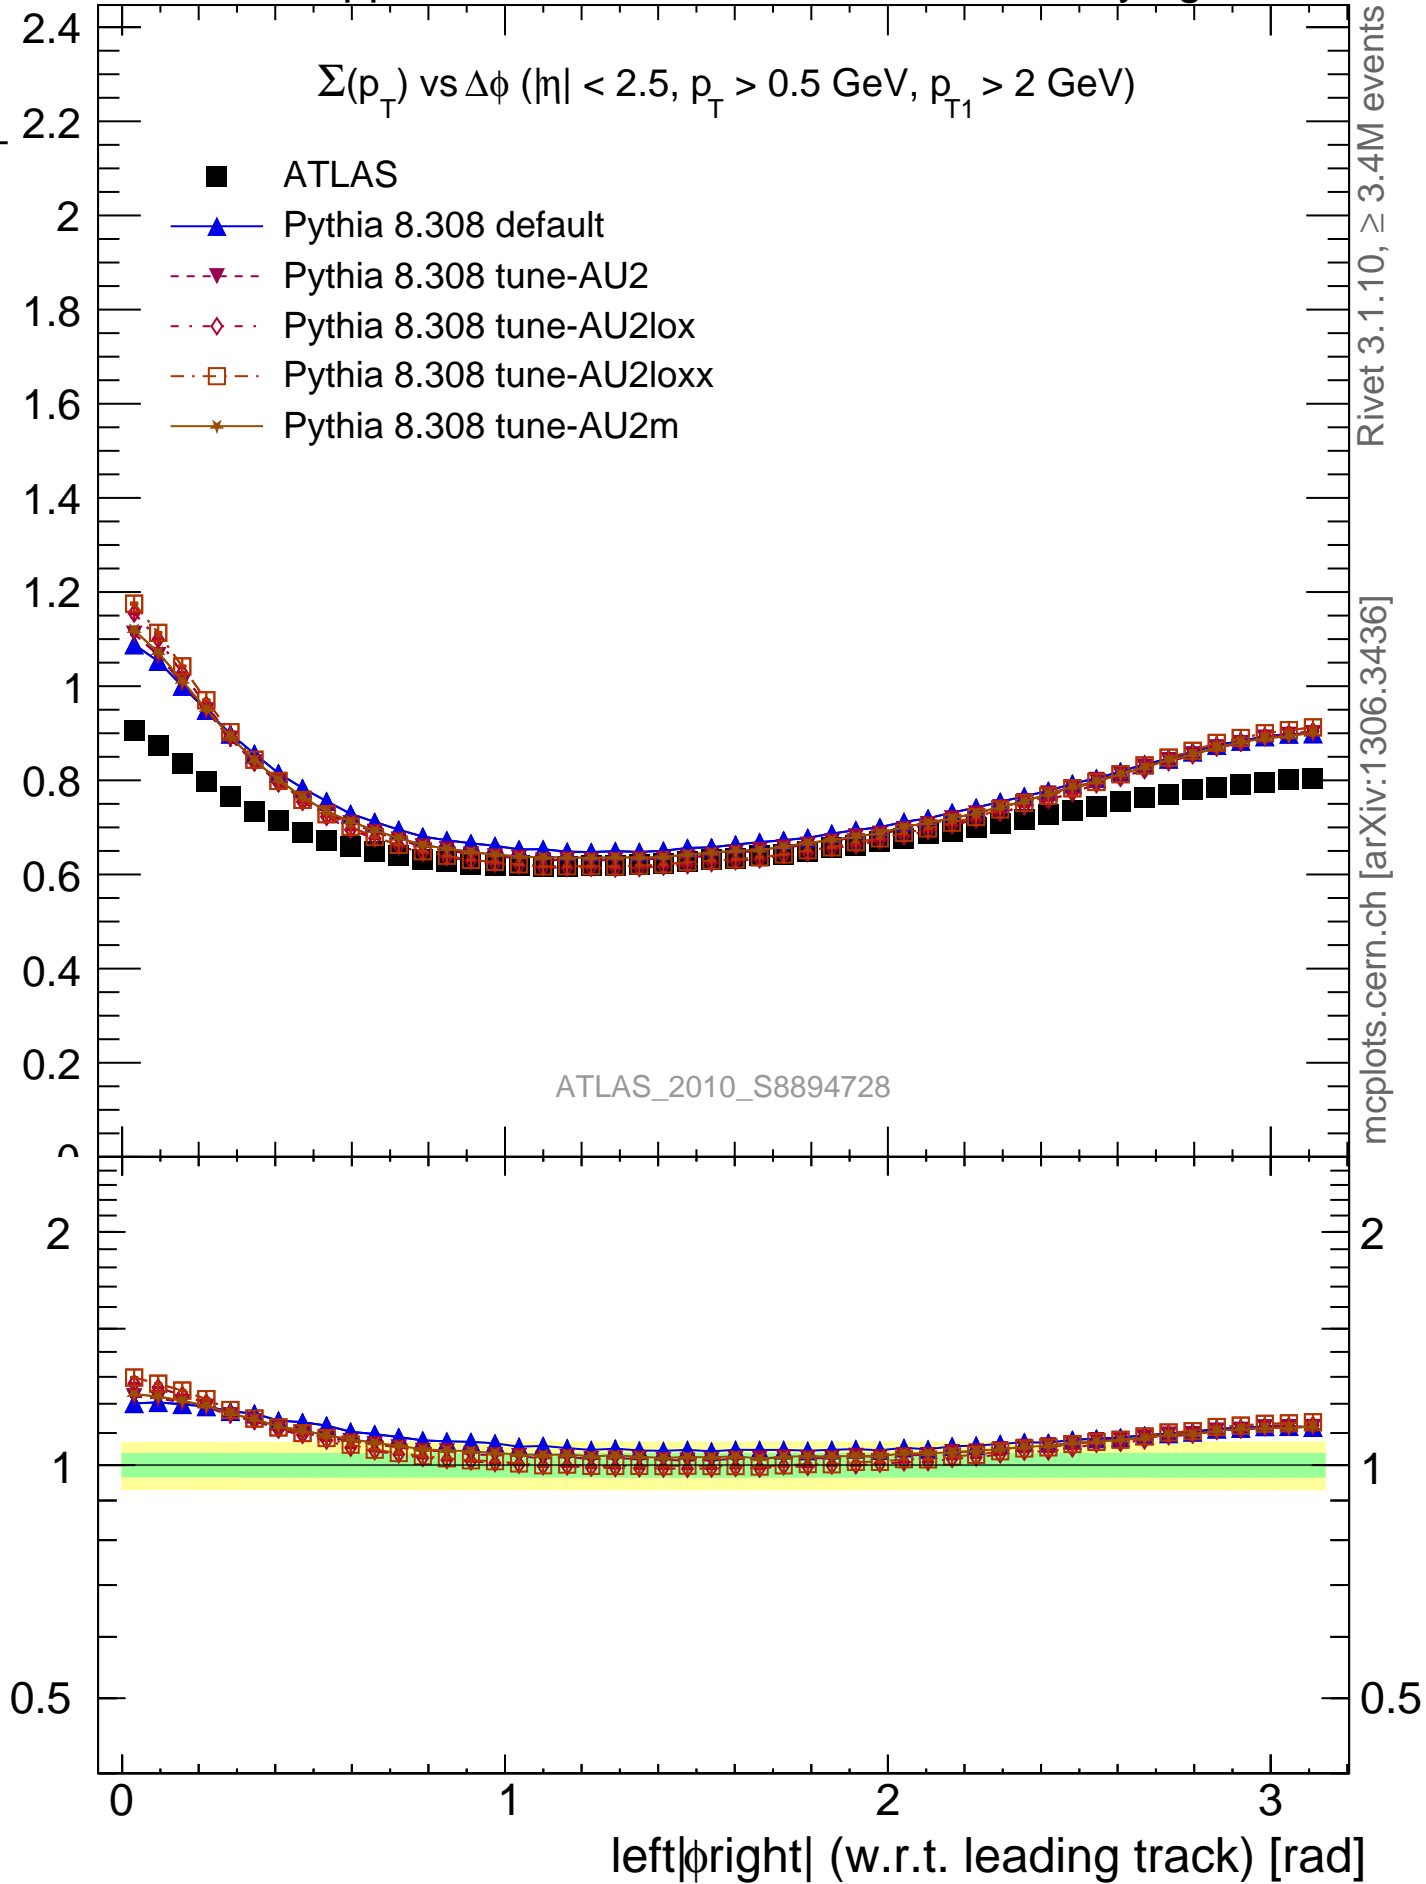 Σ(p_T) vs Δϕ (|η| < 2.5, p_T > 0.5 GeV, p_T1 > 2 GeV)
ATLAS
Pythia 8.308 default
Pythia 8.308 tune-AU2
Pythia 8.308 tune-AU2lox
Pythia 8.308 tune-AU2loxx
Pythia 8.308 tune-AU2m
2.4
2.2
2
1.8
1.6
1.4
1.2
1
0.8
0.6
0.4
0.2
0
ATLAS_2010_S8894728
Rivet 3.1.10, ≥ 3.4M events
mcplots.cern.ch [arXiv:1306.3436]
2
1
0.5
2
1
0.5
0 1 2 3
left|ϕright| (w.r.t. leading track) [rad]